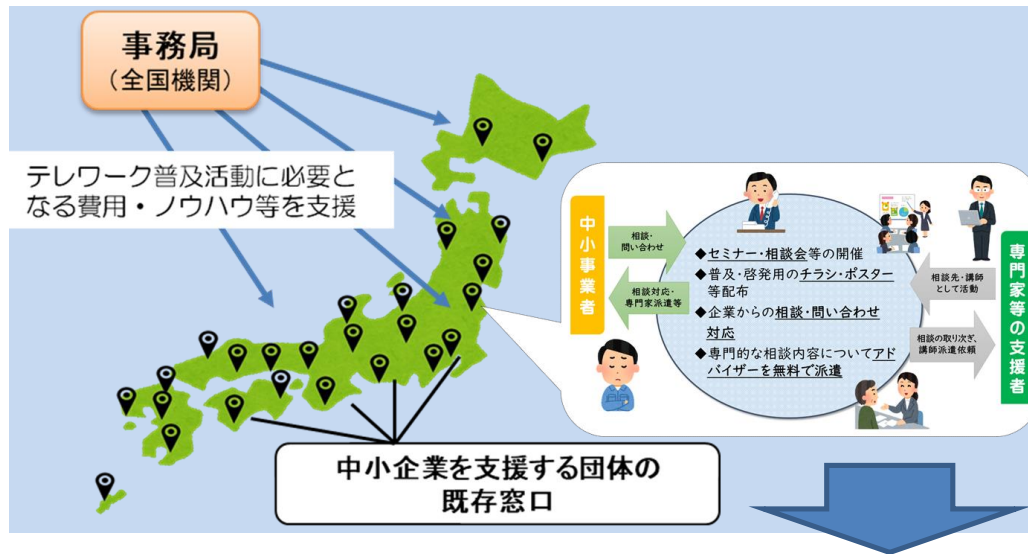 事務局
（全国機関）
テレワーク普及活動に必要と
なる費用・ノウハウ等を支援
中小事業者
相談・
問い合わせ
相談対応・
専門家派遣等
◆セミナー・相談会等の開催
◆普及・啓発用のチラシ・ポスター
等配布
◆企業からの相談・問い合わせ
対応
◆専門的な相談内容についてアド
バイザーを無料で派遣
相談先・講師
として活動
相談の取り次ぎ、
講師派遣依頼
専門家等の支援者
中小企業を支援する団体の
既存窓口